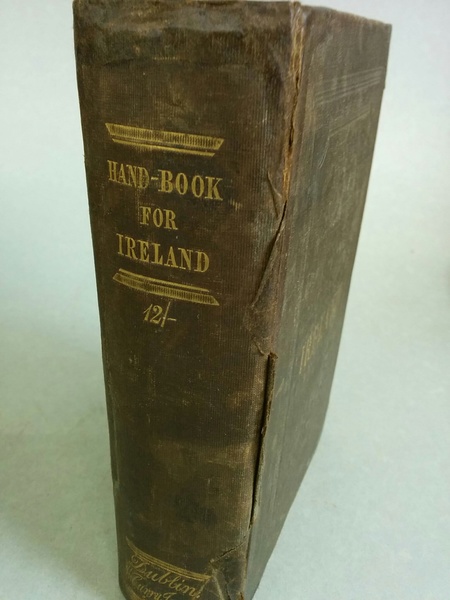 HAND-BOOK
FOR
IRELAND
12/-
Dublin,